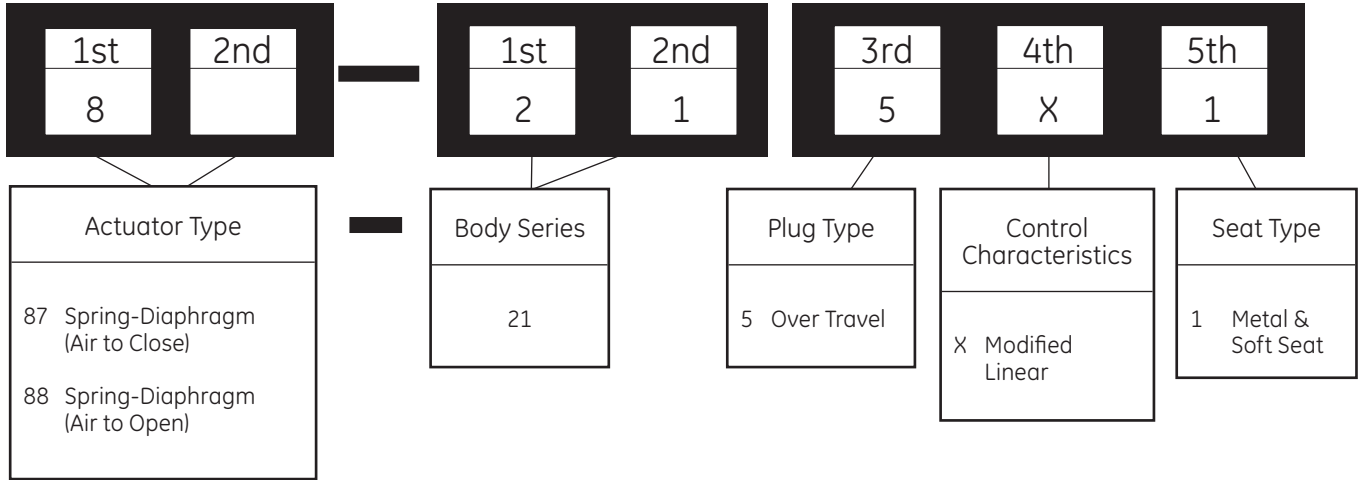 1st 2nd 1st 2nd 3rd 4th 5th
8 2 1 5 X 1
Actuator Type
87 Spring-Diaphragm
(Air to Close)
88 Spring-Diaphragm
(Air to Open)
Body Series
21
Plug Type
5 Over Travel
Control
Characteristics
X Modified
Linear
Seat Type
1 Metal &
Soft Seat